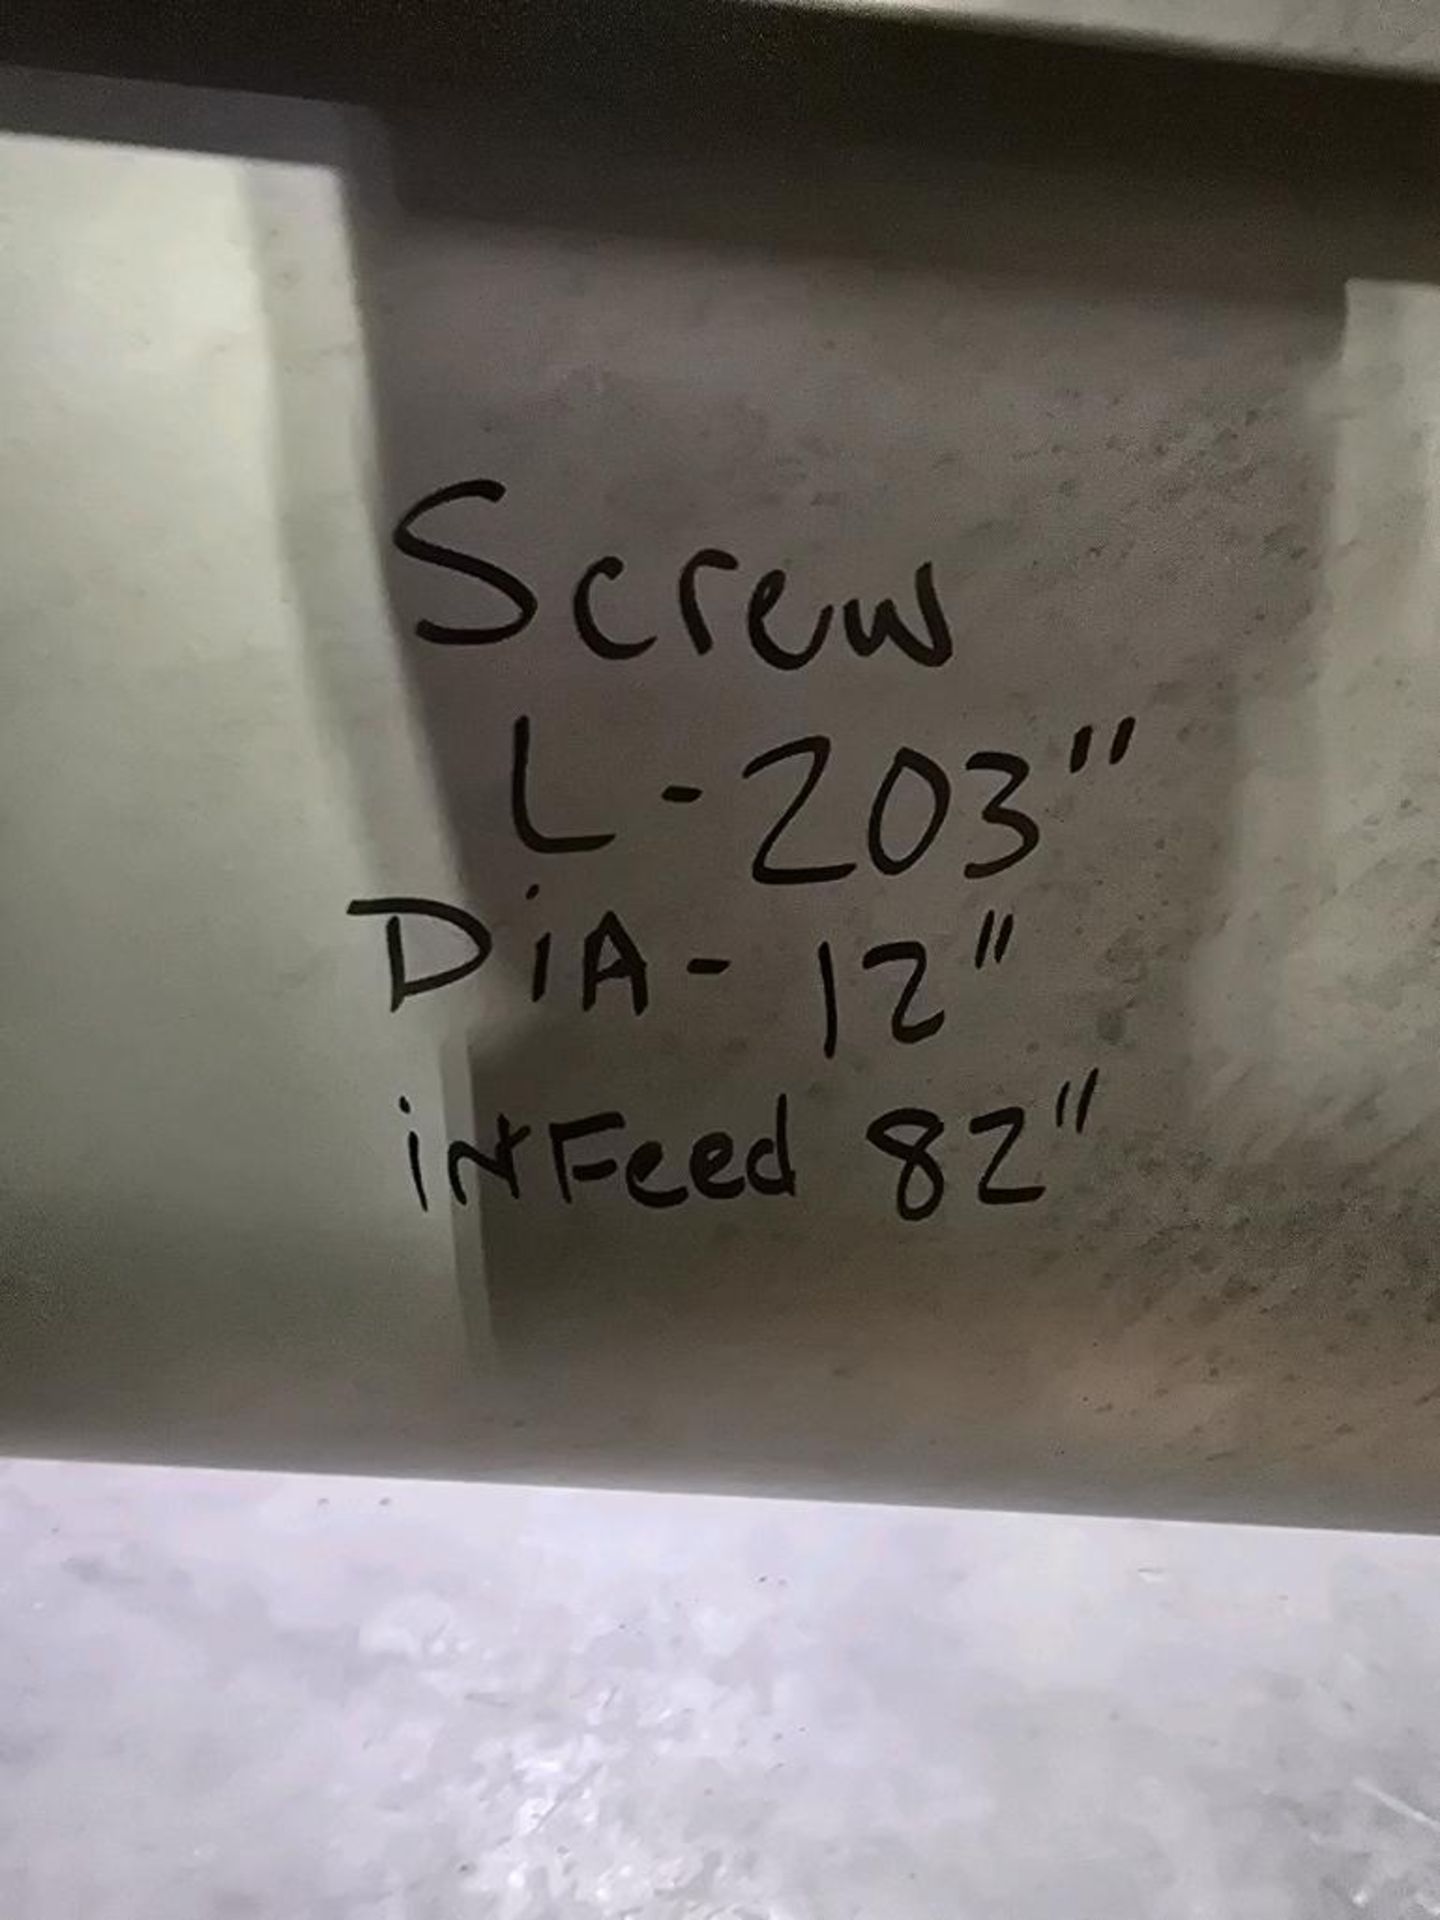 Screw
L-203"
DiA-12"
iNFeed 82"